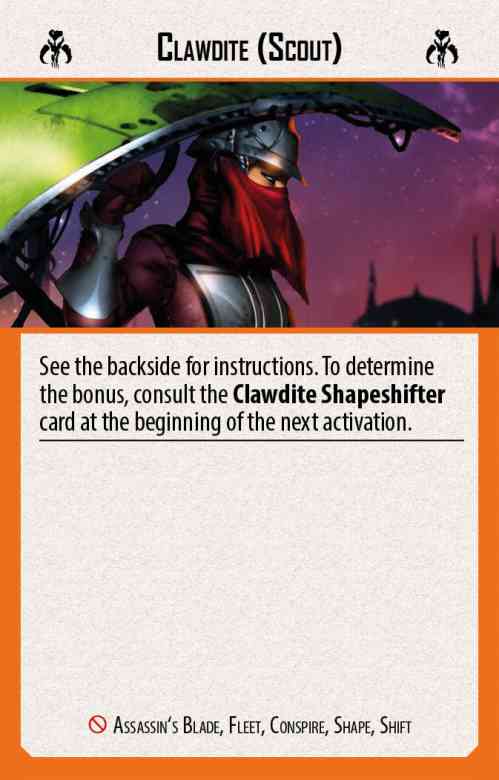 Clawdite (Scout)
See the backside for instructions. To determine
the bonus, consult the Clawdite Shapeshifter
card at the beginning of the next activation.
Assassin's Blade, Fleet, Conspire, Shape, Shift